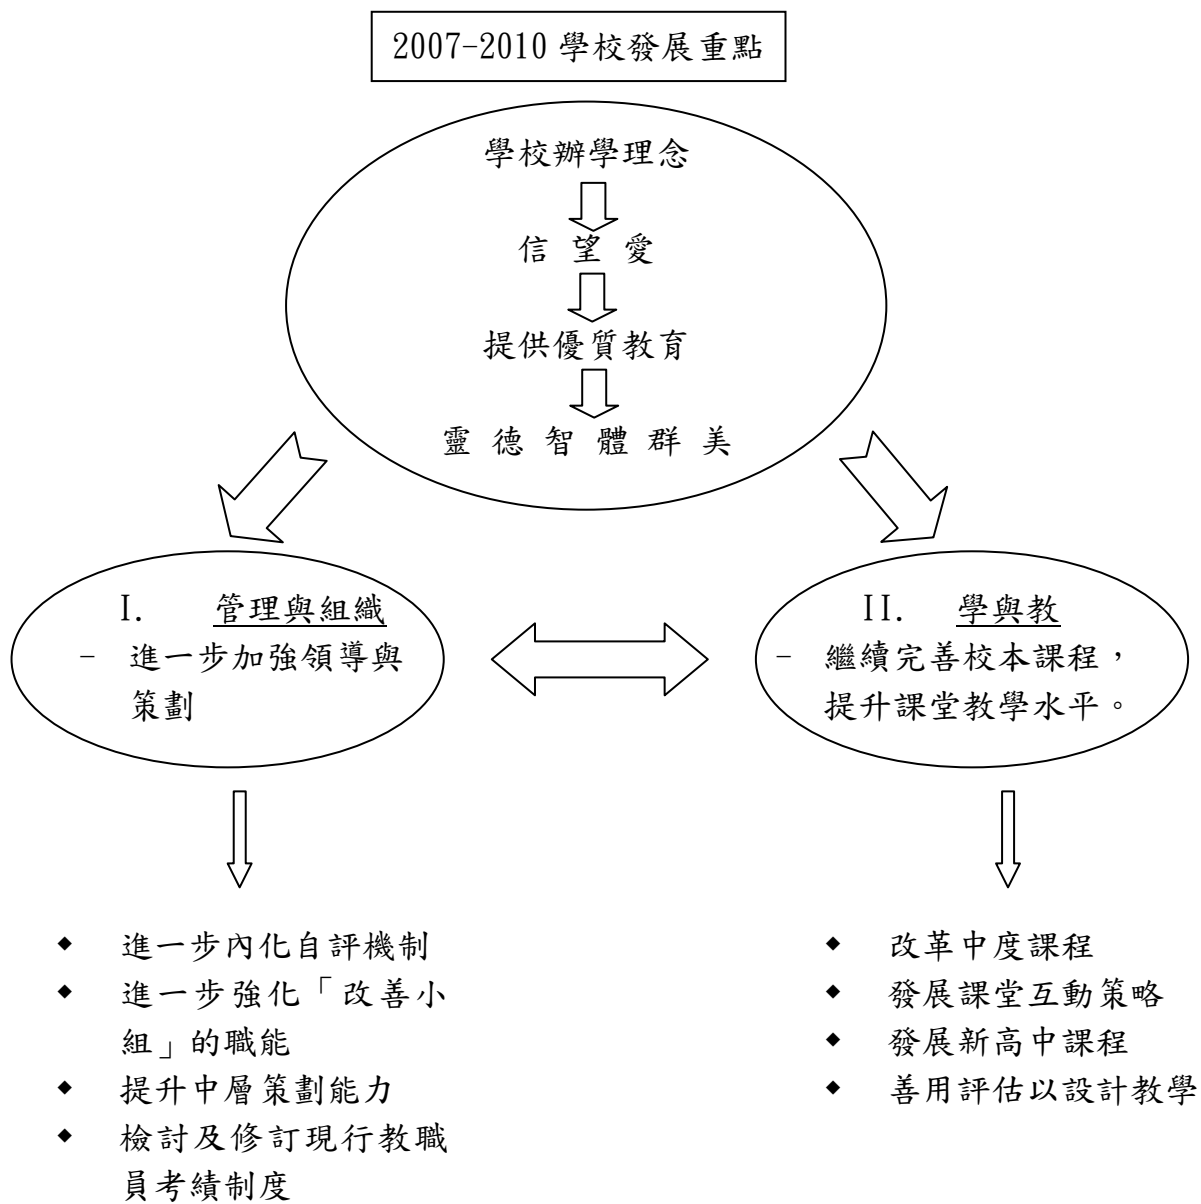 2007-2010 學校發展重點
學校辦學理念
信 望 愛
提供優質教育
靈 德 智 體 群 美
I. 管理與組織
- 進一步加強領導與
策劃
II. 學與教
- 繼續完善校本課程，
提升課堂教學水平。
◆ 進一步內化自評機制
◆ 進一步強化「改善小
組」的職能
◆ 提升中層策劃能力
◆ 檢討及修訂現行教職
員考績制度
◆ 改革中度課程
◆ 發展課堂互動策略
◆ 發展新高中課程
◆ 善用評估以設計教學